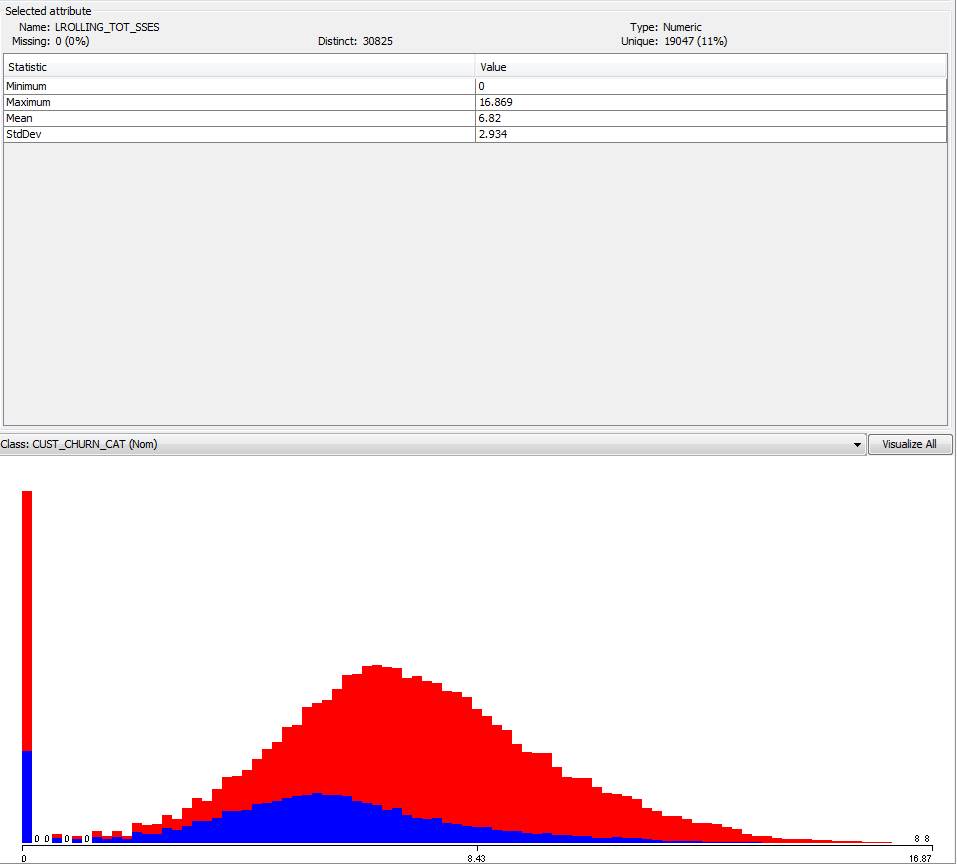 Selected attribute
Name: LROLLING_TOT_SSES Type: Numeric
Missing: 0 (0%) Distinct: 30825 Unique: 19047 (11%)
Statistic Value
Minimum 0
Maximum 16.869
Mean 6.82
StdDev 2.934
Class: CUST_CHURN_CAT (Nom) Visualize All
0 0 0 0 8 8
0 8.43 16.87